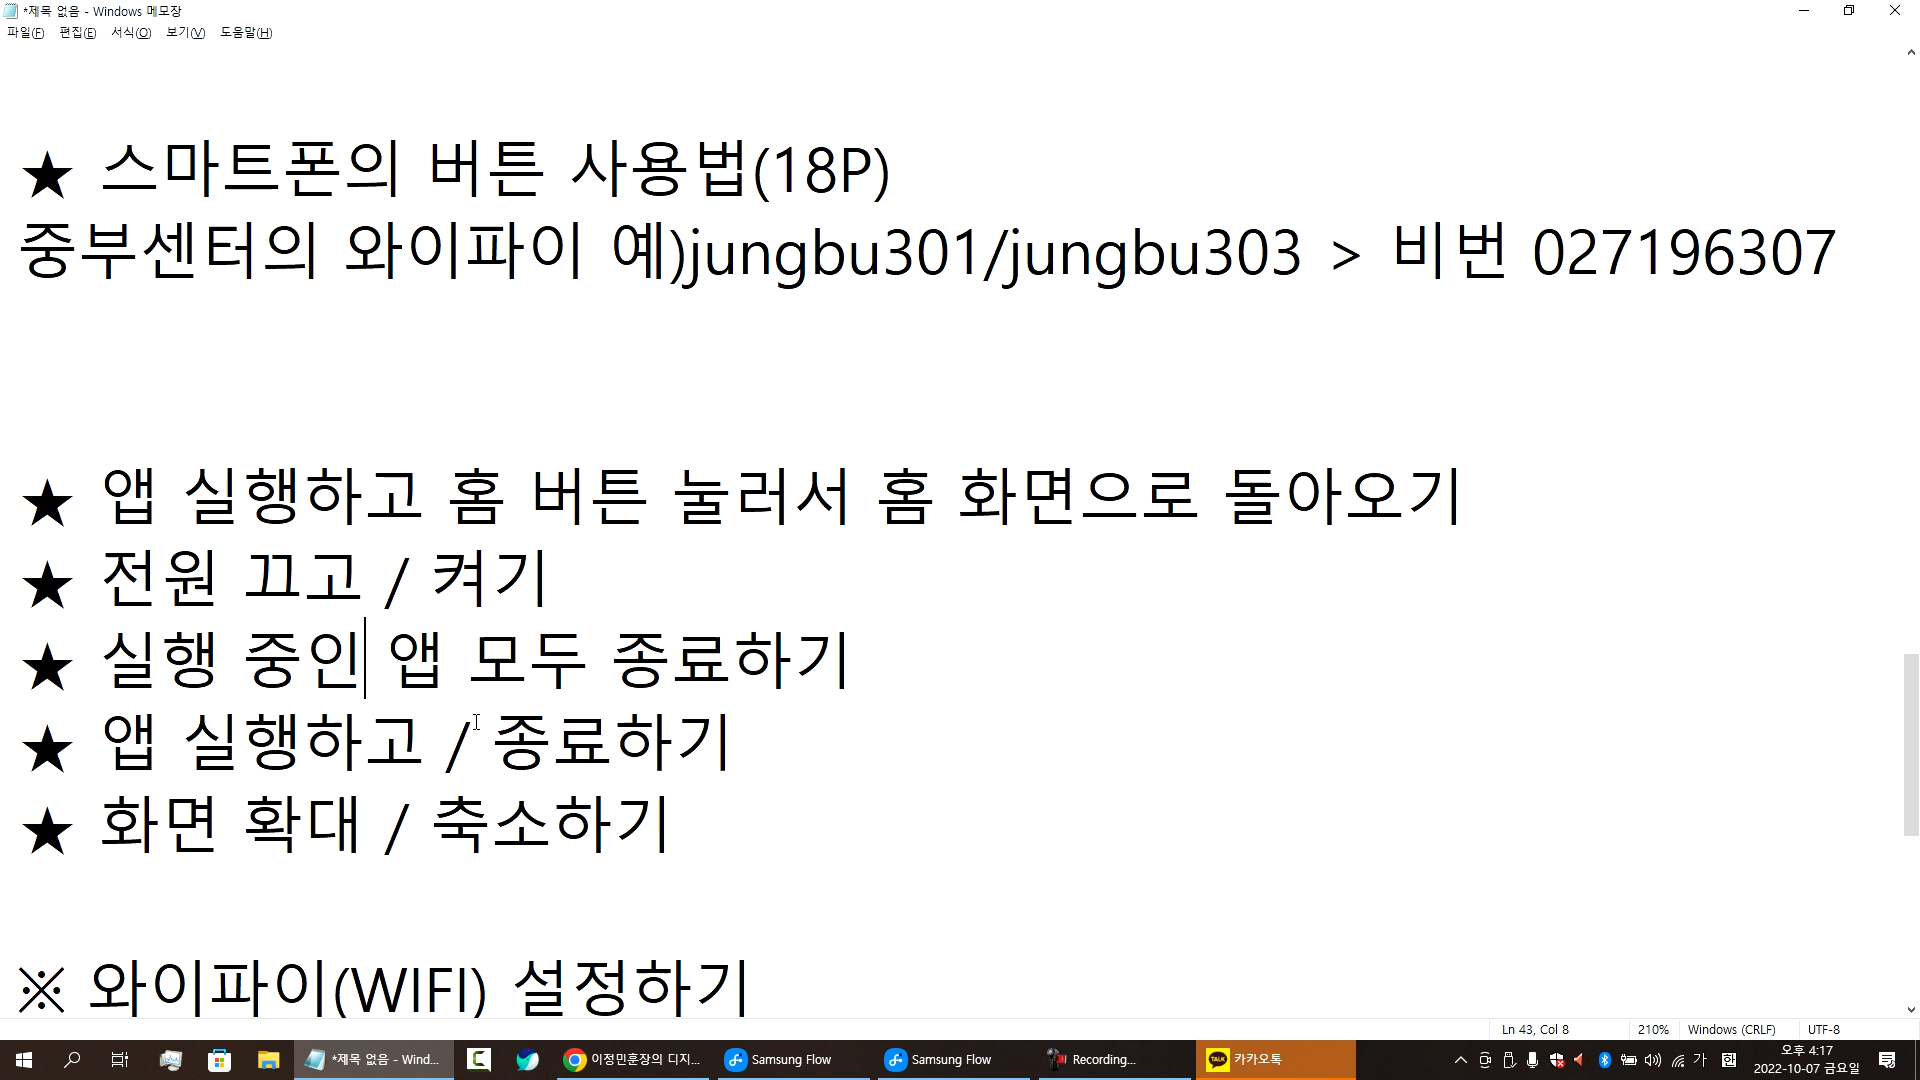 *제목 없음 - Windows 메모장
파일(F) 편집(E) 서식(O) 보기(V) 도움말(H)
★ 스마트폰의 버튼 사용법(18P)
중부센터의 와이파이 예)jungbu301/jungbu303 > 비번 027196307
★ 앱 실행하고 홈 버튼 눌러서 홈 화면으로 돌아오기
★ 전원 끄고 / 켜기
★ 실행 중인 앱 모두 종료하기
★ 앱 실행하고 / 종료하기
★ 화면 확대 / 축소하기
※ 와이파이(WIFI) 설정하기
Ln 43, Col 8 210% Windows (CRLF) UTF-8
*제목 없음 - Wind... 이정민훈장의 디지... Samsung Flow Samsung Flow Recording... TALK 카카오톡 가 한 오후 4:17
2022-10-07 금요일